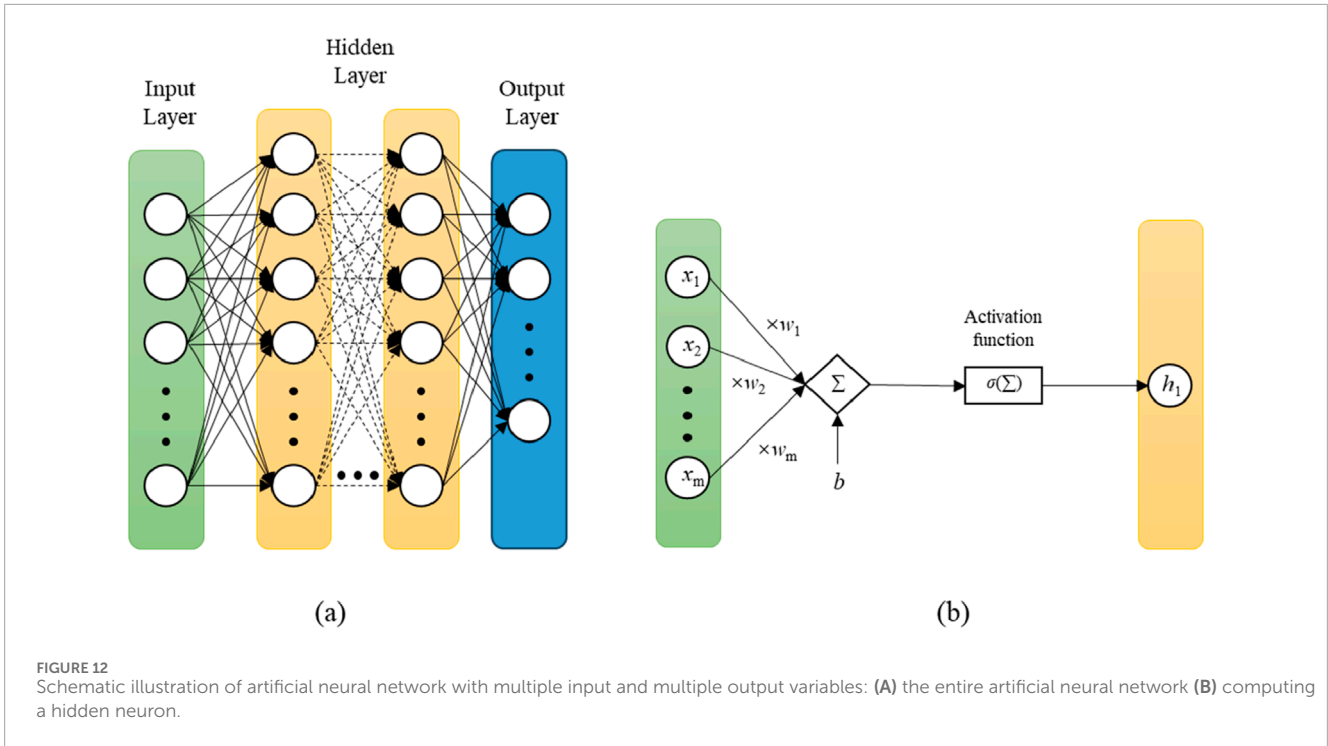 Hidden
Layer
Input
Layer
Output
Layer
(a)
x1
x2
xm
×w1
×w2
×wm
Σ
b
Activation
function
σ(Σ)
h1
(b)
FIGURE 12
Schematic illustration of artificial neural network with multiple input and multiple output variables: (A) the entire artificial neural network (B) computing
a hidden neuron.